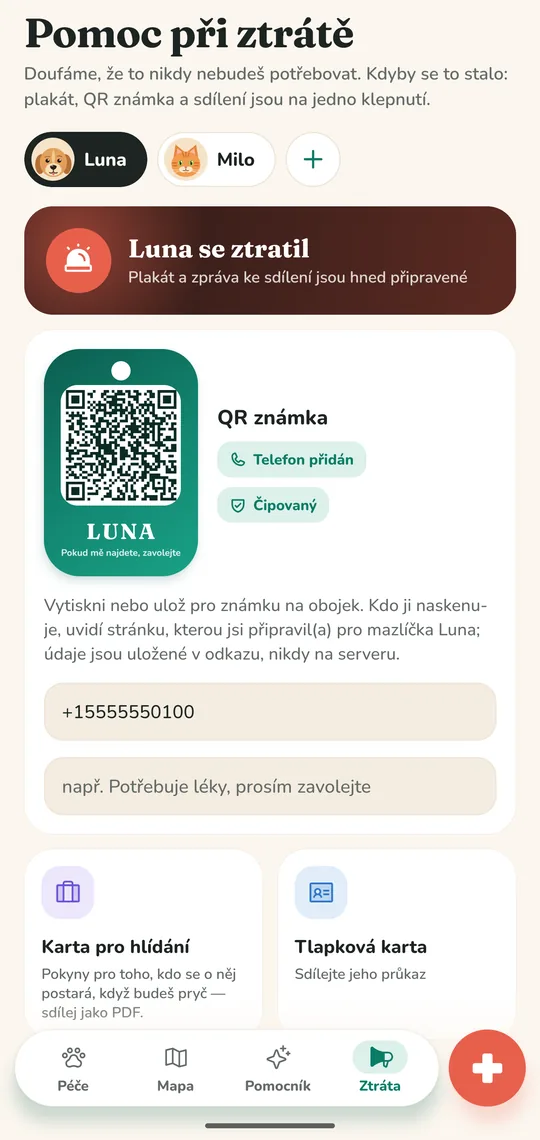 Pomoc při ztrátě
Doufáme, že to nikdy nebudeš potřebovat. Kdyby se to stalo:
plakát, QR známka a sdílení jsou na jedno klepnutí.
Luna
Milo
Luna se ztratil
Plakát a zpráva ke sdílení jsou hned připravené
QR známka
Telefon přidán
Čipovaný
LUNA
Pokud mě najdete, zavolejte
Vytiskni nebo ulož pro známku na obojek. Kdo ji naskenu-
je, uvidí stránku, kterou jsi připravil(a) pro mazlíčka Luna;
údaje jsou uložené v odkazu, nikdy na serveru.
+15555550100
např. Potřebuje léky, prosím zavolejte
Karta pro hlídání
Pokyny pro toho, kdo se o něj
postará, když budeš pryč —
sdílej jako PDF.
Tlapková karta
Sdílejte jeho průkaz
Péče
Mapa
Pomocník
Ztráta